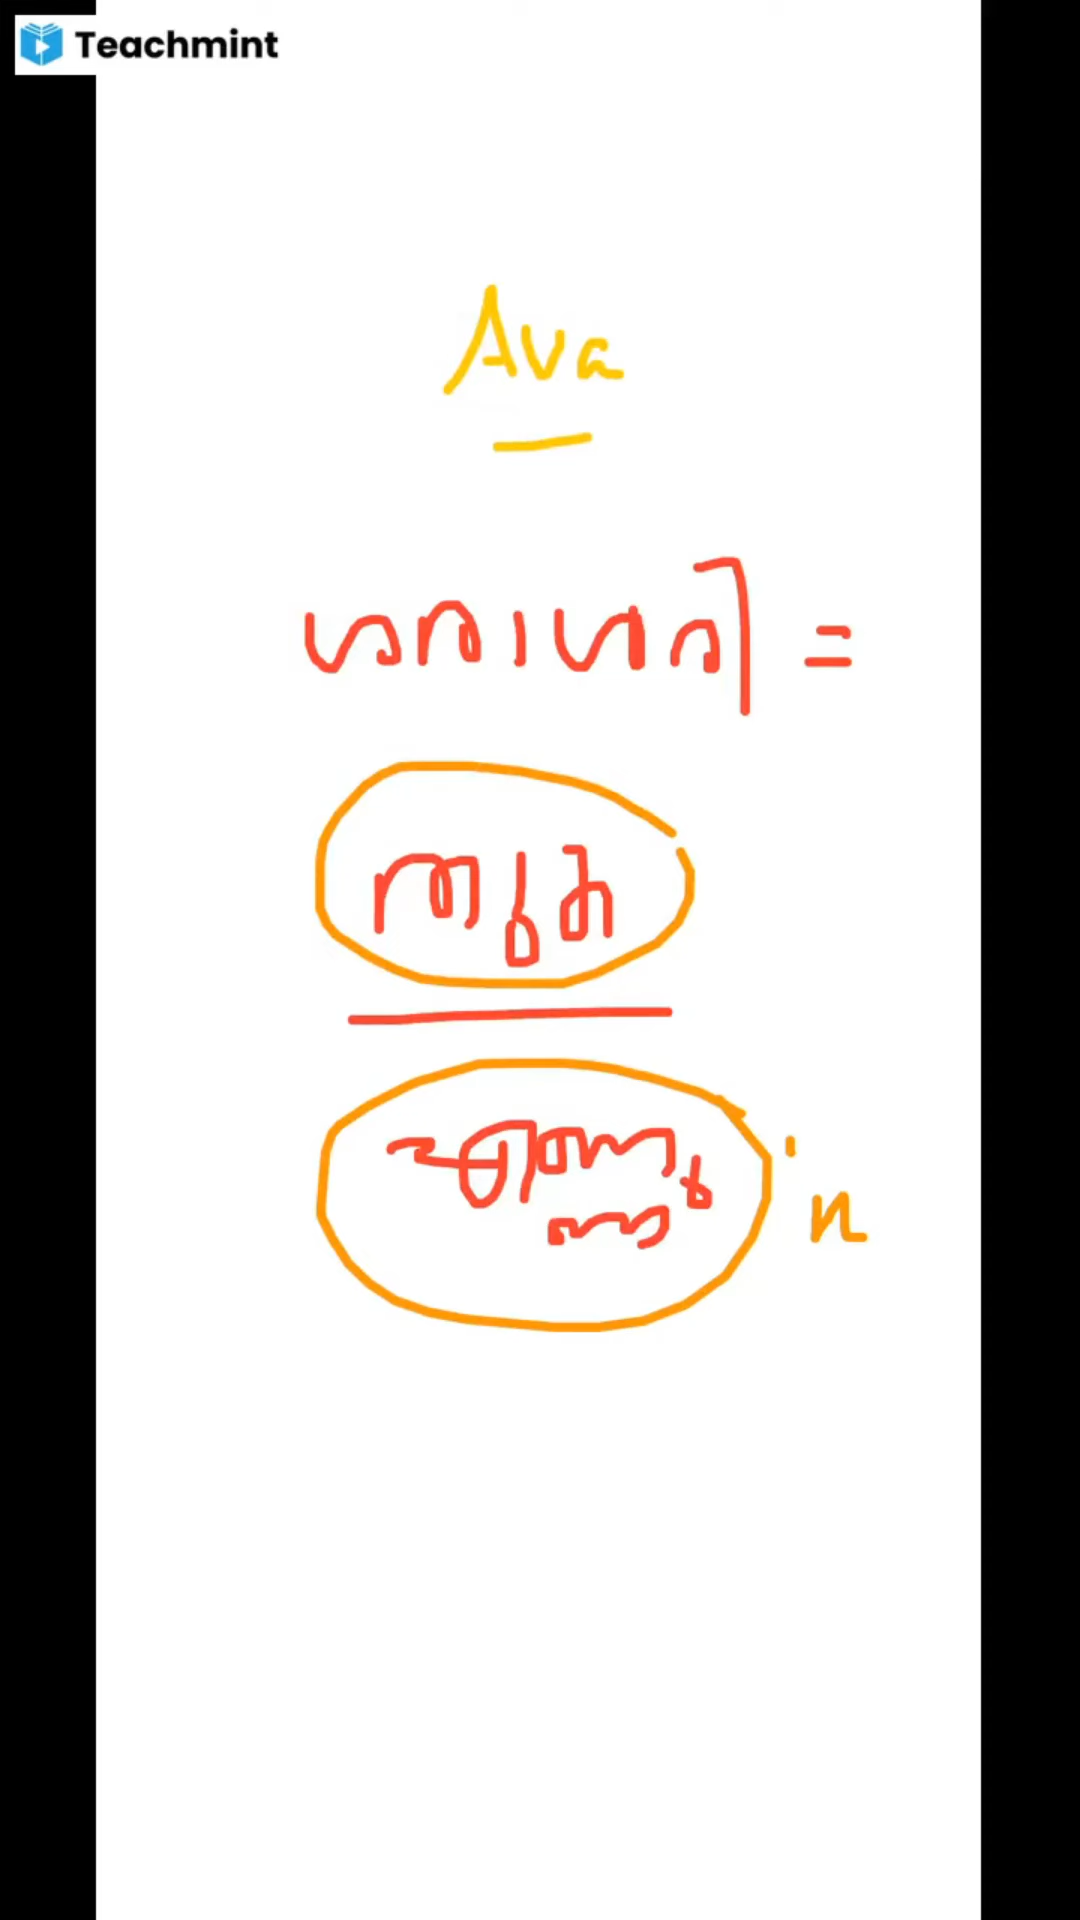 Teachmint
Ava
ശരാശരി =
തുക
എണ്ണം
n